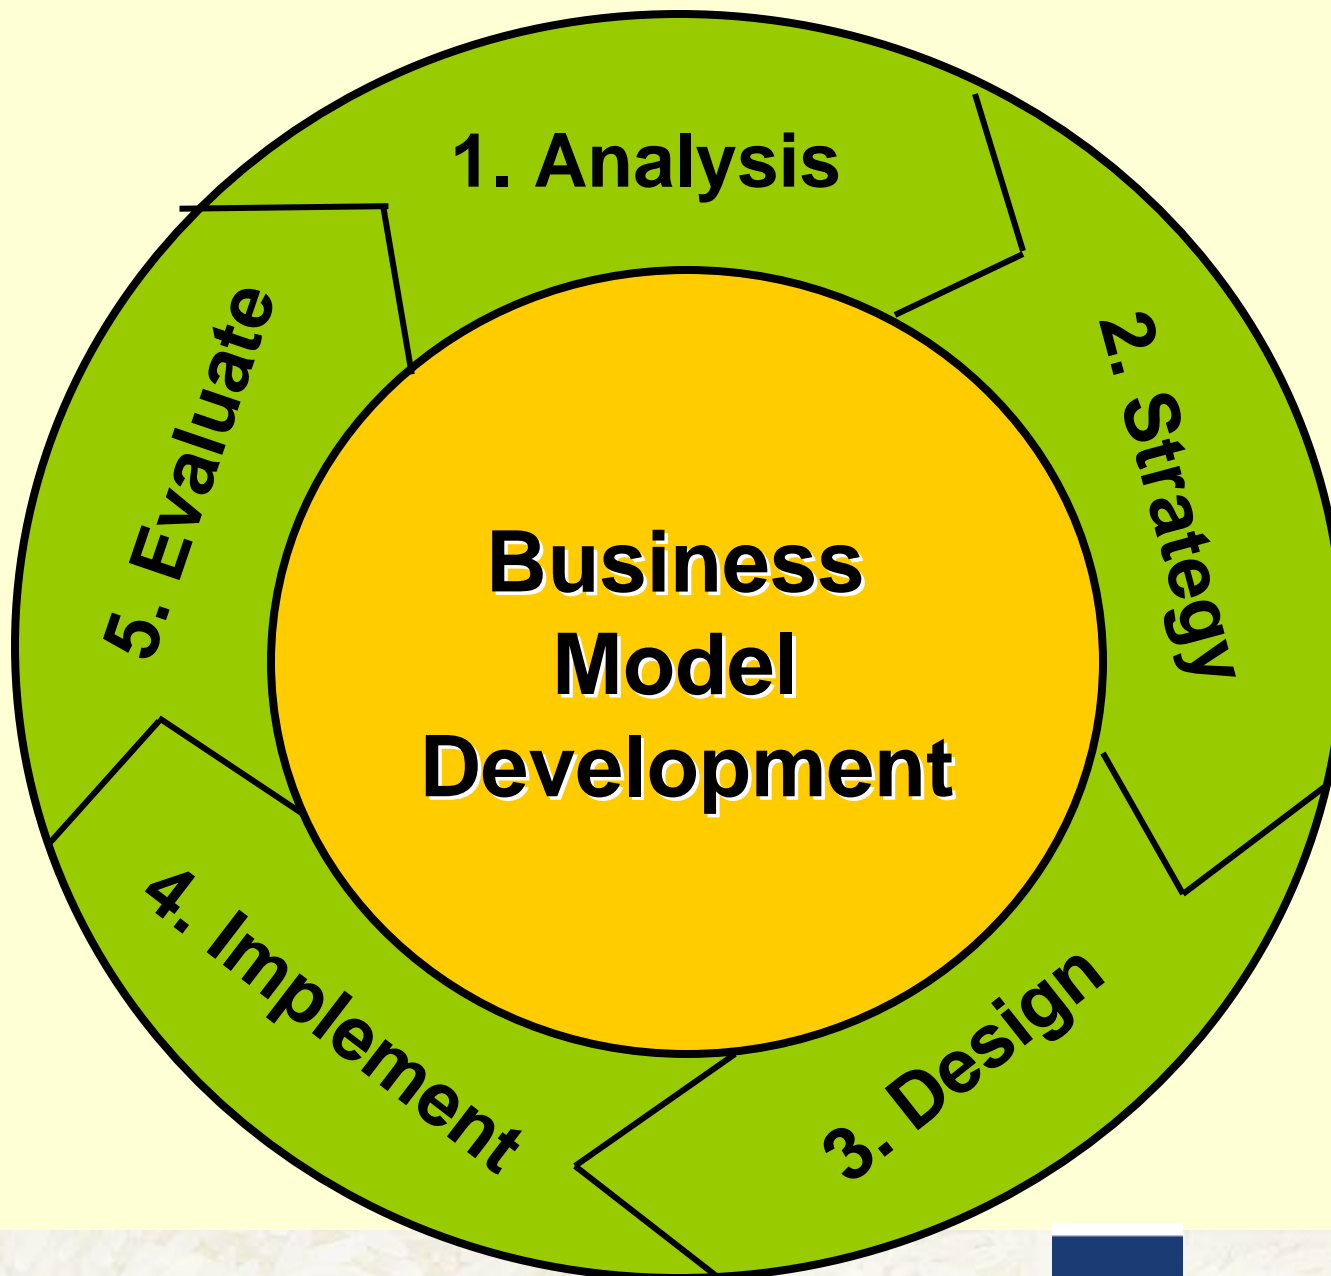 1. Analysis
2. Strategy
3. Design
4. Implement
5. Evaluate
Business
Model
Development